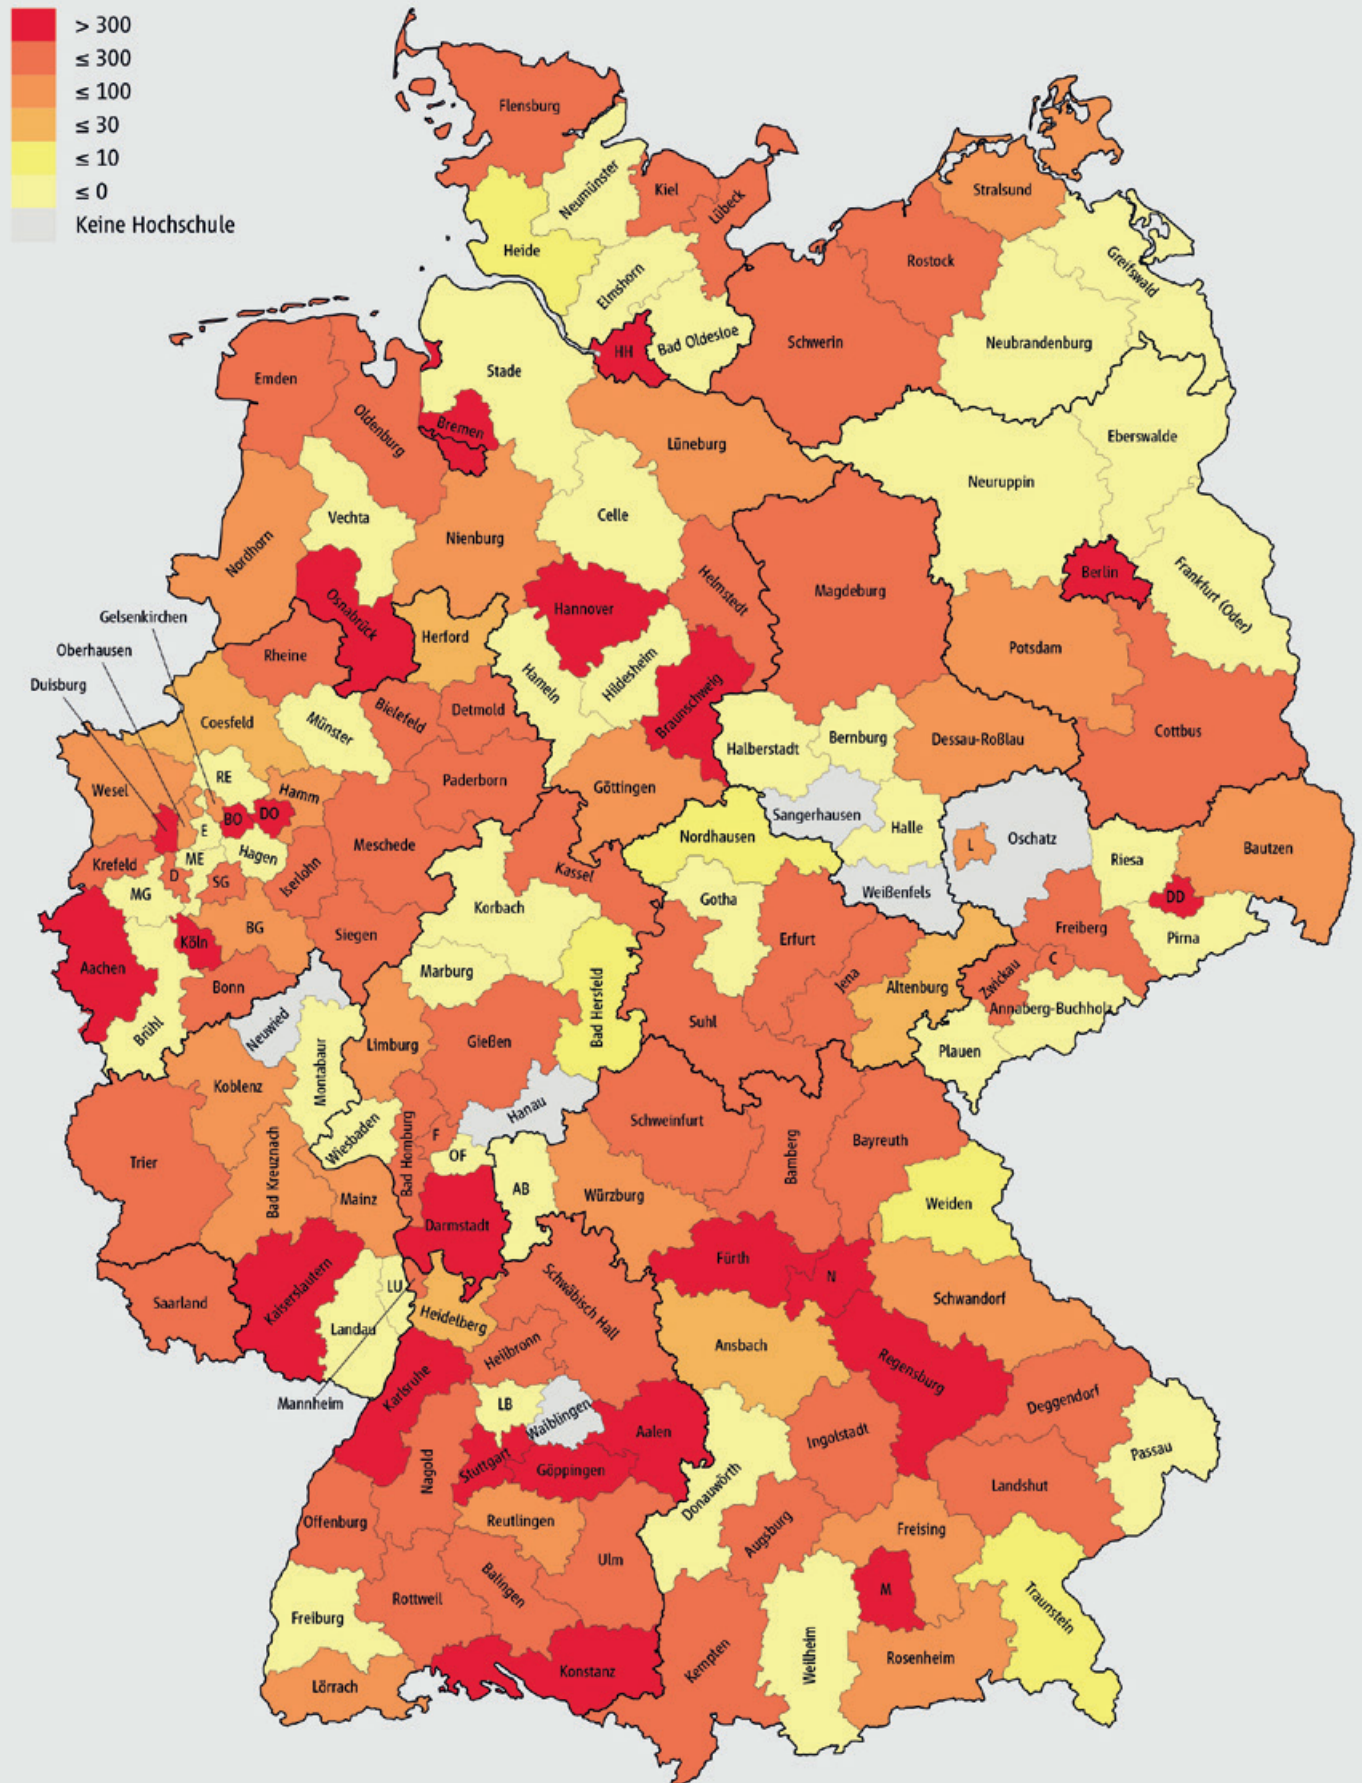 > 300
≤ 300
≤ 100
≤ 30
≤ 10
≤ 0
Keine Hochschule
Flensburg
Neumünster
Kiel
Lübeck
Stralsund
Heide
Elmshorn
Rostock
Greifswald
HH
Bad Oldesloe
Schwerin
Neubrandenburg
Stade
Emden
Oldenburg
Bremen
Lüneburg
Eberswalde
Neuruppin
Vechta
Celle
Nienburg
Nordhorn
Helmstedt
Magdeburg
Berlin
Frankfurt (Oder)
Osnabrück
Hannover
Gelsenkirchen
Herford
Oberhausen
Rheine
Potsdam
Duisburg
Hameln
Hildesheim
Braunschweig
Coesfeld
Münster
Bielefeld
Detmold
Halberstadt
Bernburg
Dessau-Roßlau
Cottbus
RE
Paderborn
Göttingen
Wesel
Hamm
BO
DO
E
Sangerhausen
Halle
Nordhausen
L
Oschatz
Bautzen
Meschede
Krefeld
ME
Hagen
D
SG
Iserlohn
Kassel
Riesa
MG
Gotha
Weißenfels
DD
Korbach
Köln
BG
Siegen
Erfurt
Freiberg
Pirna
Aachen
Marburg
Bonn
Jena
Altenburg
Zwickau
C
Annaberg-Buchholz
Brühl
Neuwied
Bad Hersfeld
Suhl
Limburg
Gießen
Plauen
Koblenz
Montabaur
Hanau
Wiesbaden
Schweinfurt
Trier
Bad Kreuznach
Bad Homburg
F
OF
Bamberg
Bayreuth
Mainz
AB
Würzburg
Weiden
Darmstadt
Kaiserslautern
Fürth
N
Saarland
LU
Schwäbisch Hall
Schwandorf
Landau
Heidelberg
Heilbronn
Ansbach
Regensburg
Mannheim
Karlsruhe
LB
Waiblingen
Deggendorf
Aalen
Ingolstadt
Passau
Nagold
Stuttgart
Göppingen
Donauwörth
Landshut
Offenburg
Reutlingen
Augsburg
Freising
Ulm
Balingen
Rottweil
M
Traunstein
Freiburg
Weilheim
Kempten
Rosenheim
Konstanz
Lörrach